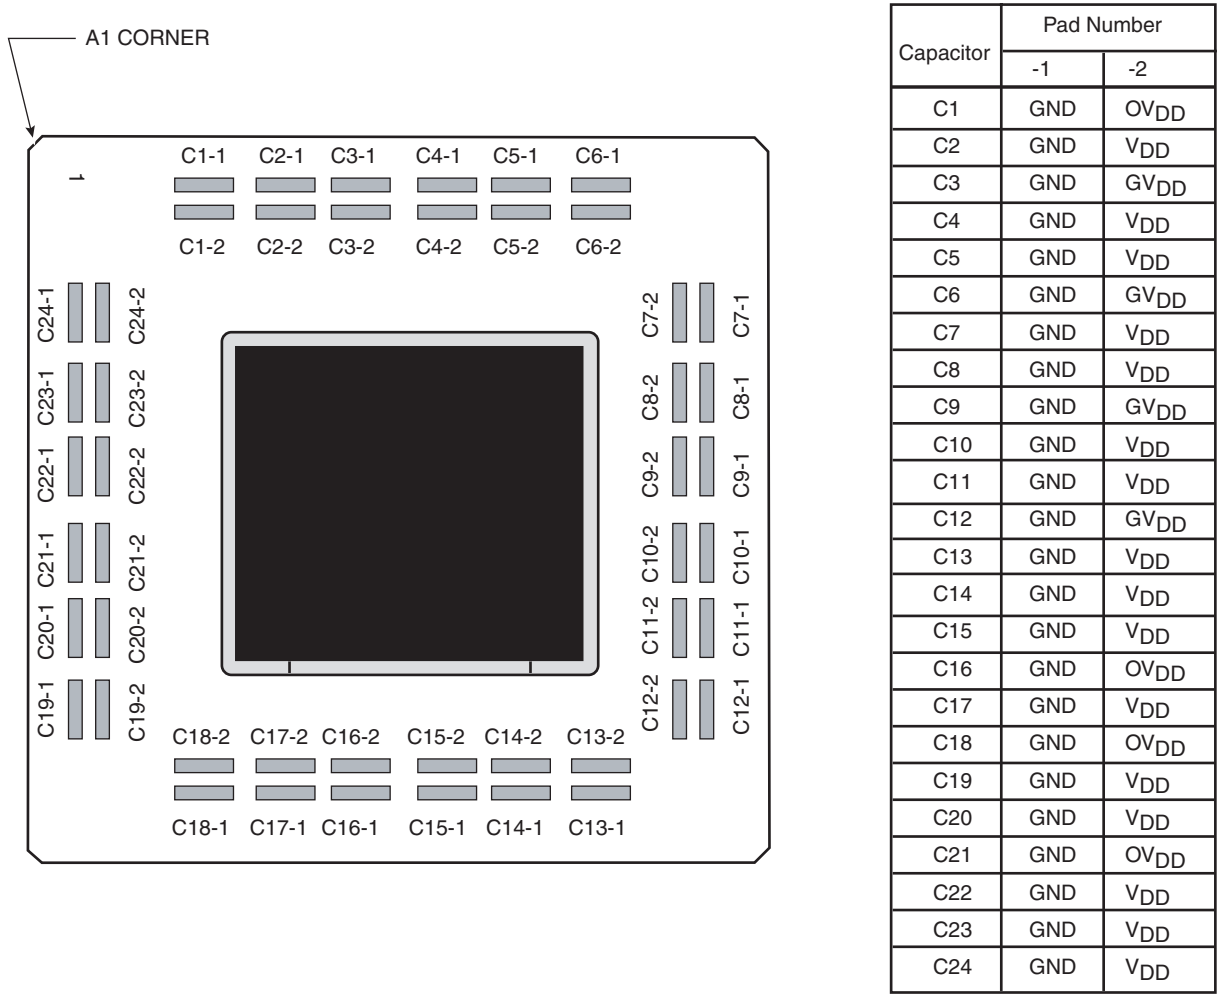 A1 CORNER
1
C1-1 C2-1 C3-1 C4-1 C5-1 C6-1
C1-2 C2-2 C3-2 C4-2 C5-2 C6-2
C24-1 C24-2
C23-1 C23-2
C22-1 C22-2
C21-1 C21-2
C20-1 C20-2
C19-1 C19-2
C7-2 C7-1
C8-2 C8-1
C9-2 C9-1
C10-2 C10-1
C11-2 C11-1
C12-2 C12-1
C18-2 C17-2 C16-2 C15-2 C14-2 C13-2
C18-1 C17-1 C16-1 C15-1 C14-1 C13-1
Capacitor Pad Number
-1 -2
C1 GND OVDD
C2 GND VDD
C3 GND GVDD
C4 GND VDD
C5 GND VDD
C6 GND GVDD
C7 GND VDD
C8 GND VDD
C9 GND GVDD
C10 GND VDD
C11 GND VDD
C12 GND GVDD
C13 GND VDD
C14 GND VDD
C15 GND VDD
C16 GND OVDD
C17 GND VDD
C18 GND OVDD
C19 GND VDD
C20 GND VDD
C21 GND OVDD
C22 GND VDD
C23 GND VDD
C24 GND VDD